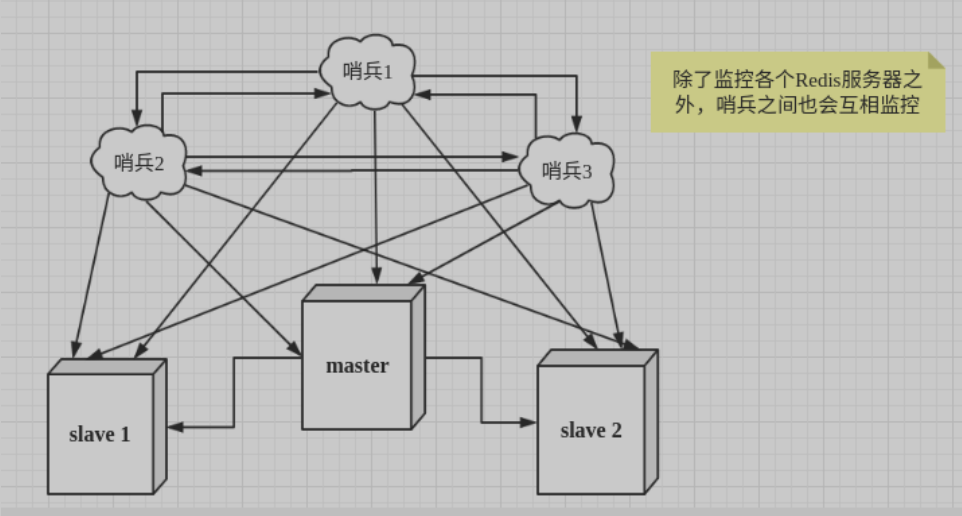 哨兵1
除了监控各个Redis服务器之
外，哨兵之间也会互相监控
哨兵2
哨兵3
master
slave 1
slave 2